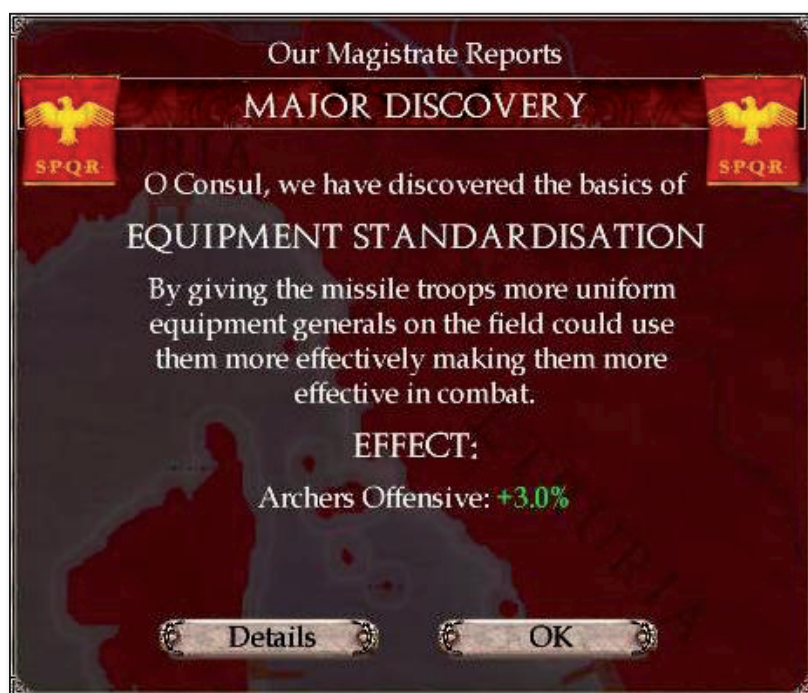 Our Magistrate Reports
MAJOR DISCOVERY
S·P·Q·R·
S·P·Q·R·
O Consul, we have discovered the basics of
EQUIPMENT STANDARDISATION
By giving the missile troops more uniform
equipment generals on the field could use
them more effectively making them more
effective in combat.
EFFECT:
Archers Offensive: +3.0%
ETRURIA
Details
OK